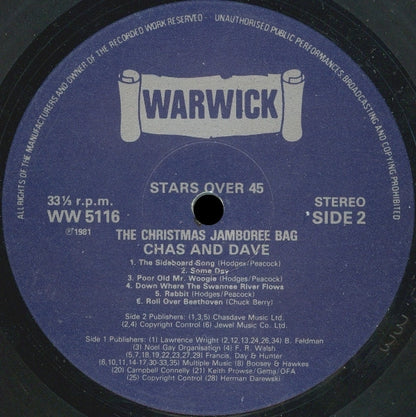 ALL RIGHTS OF THE MANUFACTURERS AND OWNER OF THE RECORDED WORK RESERVED - UNAUTHORISED PUBLIC PERFORMANCES BROADCASTING AND COPYING PROHIBITED
WARWICK
STARS OVER 45
33⅓ r.p.m. STEREO
WW 5116 SIDE 2
℗1981 THE CHRISTMAS JAMBOREE BAG
CHAS AND DAVE
1. The Sideboard Song (Hodges/Peacock)
2. Some Day
3. Poor Old Mr. Woogie (Hodges/Peacock)
4. Down Where The Swannee River Flows
5. Rabbit (Hodges/Peacock)
6. Roll Over Beethoven (Chuck Berry)
Side 2 Publishers: (1,3,5) Chasdave Music Ltd.
(2,4) Copyright Control (6) Jewel Music Co. Ltd.
Side 1 Publishers: (1) Lawrence Wright (2,12,13,24,26,34) B. Feldman
(3) Noel Gay Organisation (4) F. R. Walsh
(5,7,18,19,22,23,27,29) Francis, Day & Hunter
(6,10,11,14-17-30-31,33,35,36) Multiple Music (8) Boosey & Hawkes
(20) Campbell Connelly (21) Keith Prowse/Gema/OFA
(25) Copyright Control (28) Herman Darewski